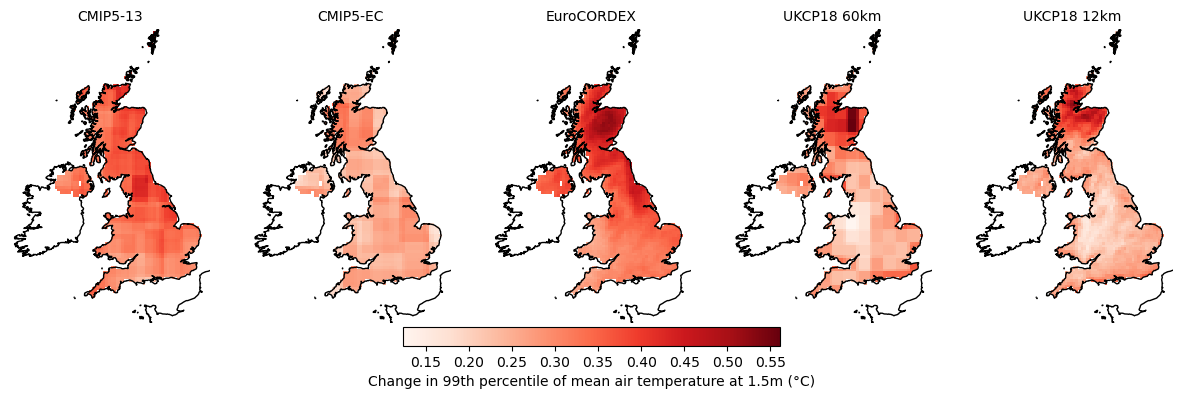 CMIP5-13 CMIP5-EC EuroCORDEX UKCP18 60km UKCP18 12km
0.15 0.20 0.25 0.30 0.35 0.40 0.45 0.50 0.55
Change in 99th percentile of mean air temperature at 1.5m (°C)